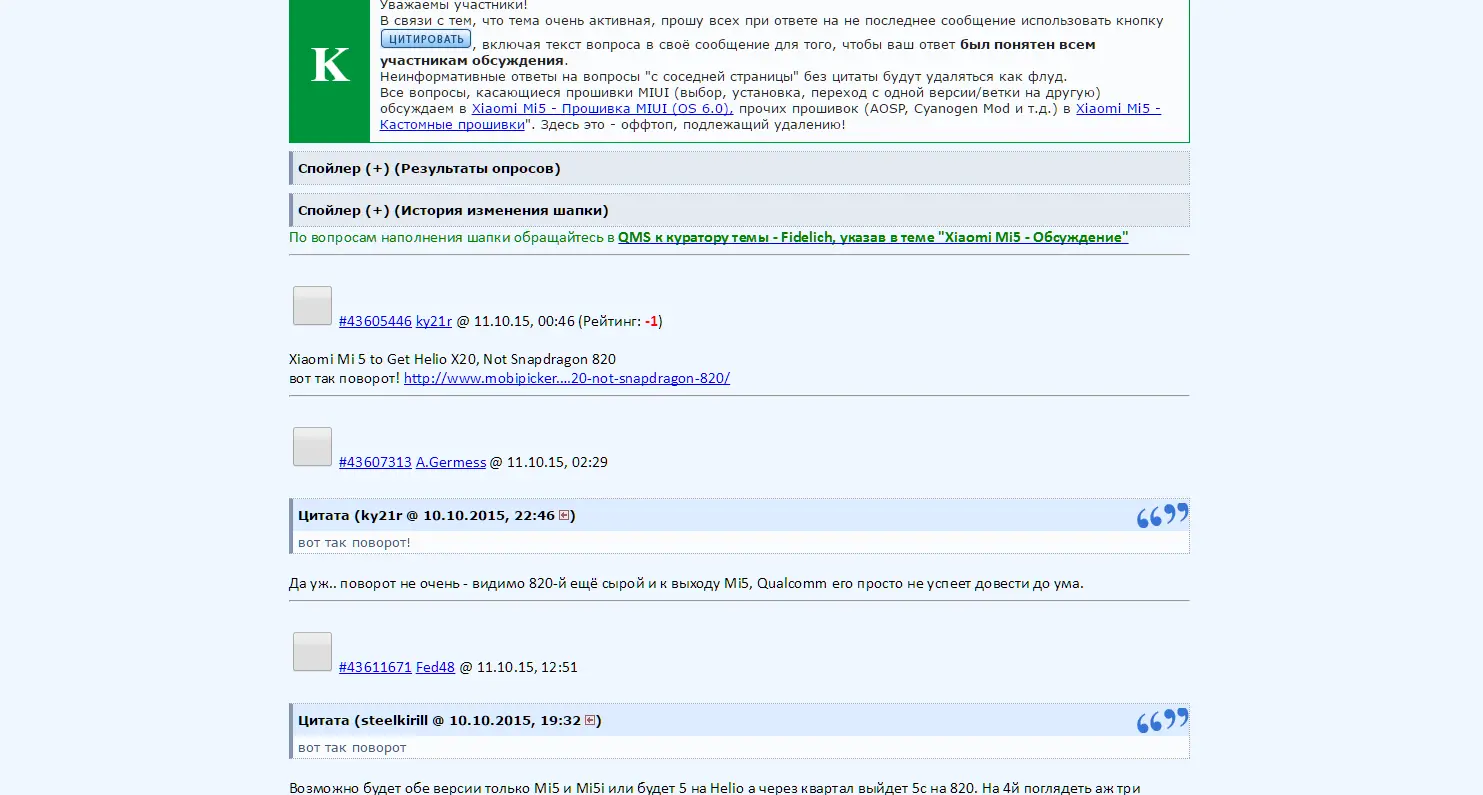 Уважаемы участники!
В связи с тем, что тема очень активная, прошу всех при ответе на не последнее сообщение использовать кнопку
ЦИТИРОВАТЬ, включая текст вопроса в своё сообщение для того, чтобы ваш ответ был понятен всем
участникам обсуждения.
K
Неинформативные ответы на вопросы "с соседней страницы" без цитаты будут удаляться как флуд.
Все вопросы, касающиеся прошивки MIUI (выбор, установка, переход с одной версии/ветки на другую)
обсуждаем в Xiaomi Mi5 - Прошивка MIUI (OS 6.0), прочих прошивок (AOSP, Cyanogen Mod и т.д.) в Xiaomi Mi5 -
Кастомные прошивки". Здесь это - оффтоп, подлежащий удалению!
Спойлер (+) (Результаты опросов)
Спойлер (+) (История изменения шапки)
По вопросам наполнения шапки обращайтесь в QMS к куратору темы - Fidelich, указав в теме "Xiaomi Mi5 - Обсуждение"
#43605446 ky21r @ 11.10.15, 00:46 (Рейтинг: -1)
Xiaomi Mi 5 to Get Helio X20, Not Snapdragon 820
вот так поворот! http://www.mobipicker....20-not-snapdragon-820/
#43607313 A.Germess @ 11.10.15, 02:29
Цитата (ky21r @ 10.10.2015, 22:46)
вот так поворот!
Да уж.. поворот не очень - видимо 820-й ещё сырой и к выходу Mi5, Qualcomm его просто не успеет довести до ума.
#43611671 Fed48 @ 11.10.15, 12:51
Цитата (steelkirill @ 10.10.2015, 19:32)
вот так поворот
Возможно будет обе версии только Mi5 и Mi5i или будет 5 на Helio а через квартал выйдет 5с на 820. На 4й поглядеть аж три